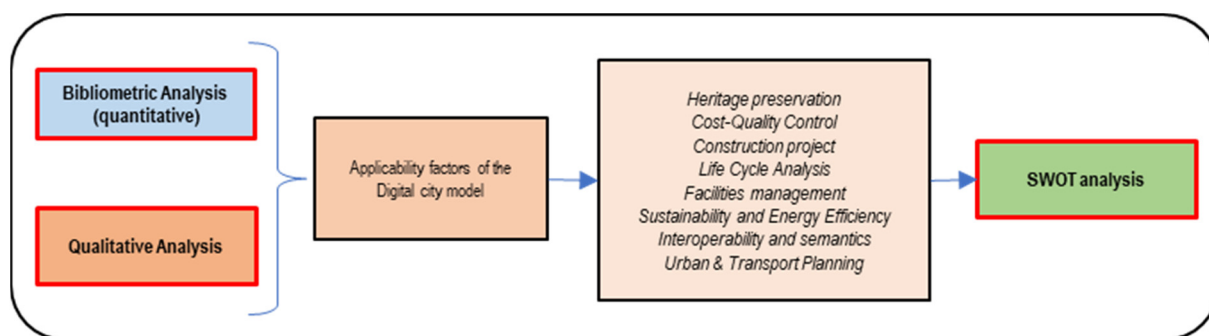 Bibliometric Analysis
(quantitative)
Qualitative Analysis
Applicability factors of the
Digital city model
Heritage preservation
Cost-Quality Control
Construction project
Life Cycle Analysis
Facilities management
Sustainability and Energy Efficiency
Interoperability and semantics
Urban & Transport Planning
SWOT analysis